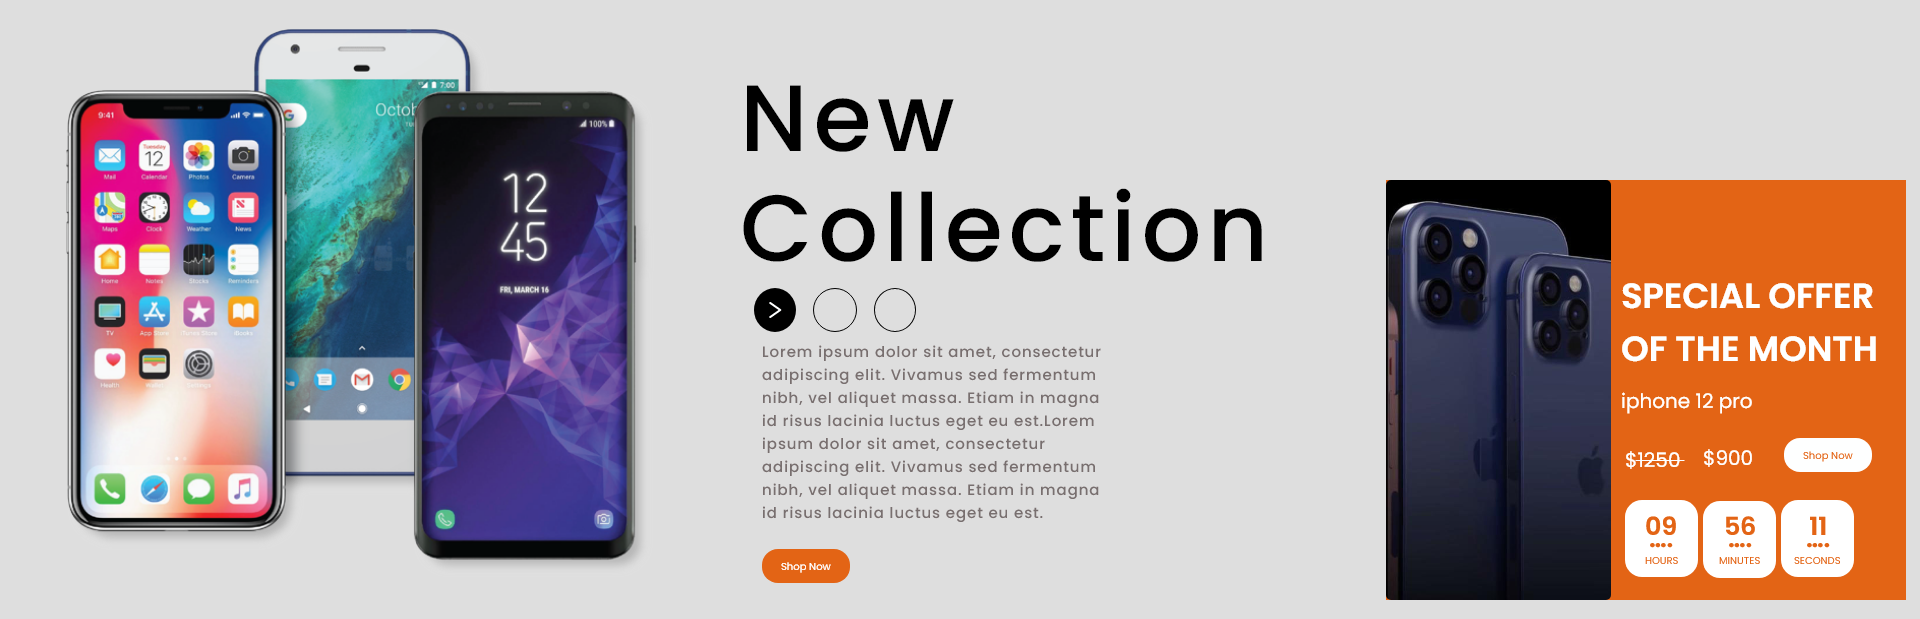 7:00
Octob
9:41
100%
Tuesday
12
Mail
Calendar
Photos
Camera
12
45
FRI, MARCH 16
Maps
Clock
Weather
News
Home
Notes
Stocks
Reminders
TV
App Store
iTunes Store
iBooks
Health
Wallet
Settings
New
Collection
Lorem ipsum dolor sit amet, consectetur
adipiscing elit. Vivamus sed fermentum
nibh, vel aliquet massa. Etiam in magna
id risus lacinia luctus eget eu est.Lorem
ipsum dolor sit amet, consectetur
adipiscing elit. Vivamus sed fermentum
nibh, vel aliquet massa. Etiam in magna
id risus lacinia luctus eget eu est.
Shop Now
SPECIAL OFFER
OF THE MONTH
iphone 12 pro
$1250 $900 Shop Now
09 56 11
HOURS MINUTES SECONDS